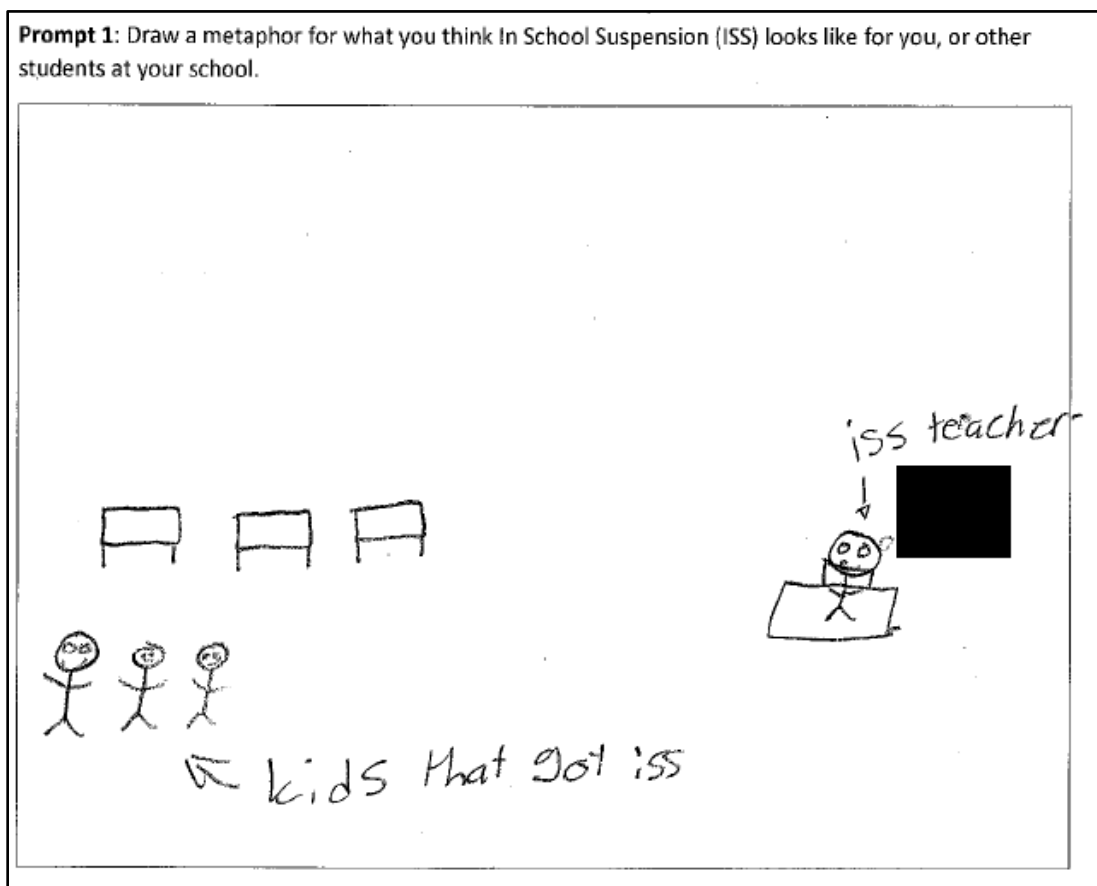 Prompt 1: Draw a metaphor for what you think In School Suspension (ISS) looks like for you, or other
students at your school.
iss teacher
kids that got iss